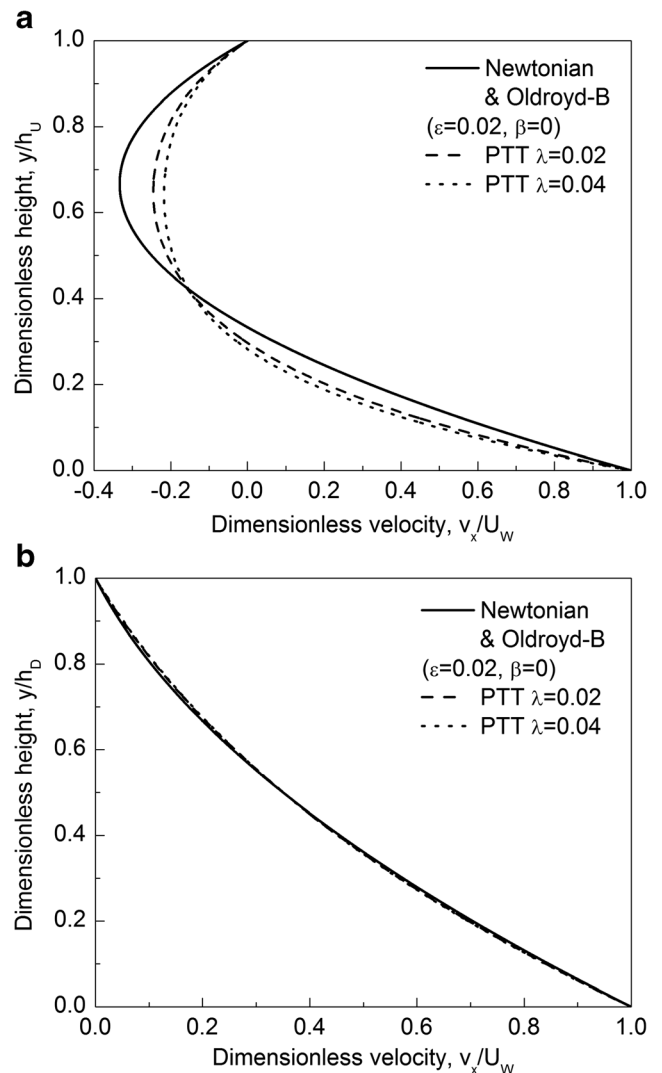 a
1.0
0.8
0.6
0.4
0.2
0.0
Dimensionless height, y/h_U
Newtonian
& Oldroyd-B
(ε=0.02, β=0)
PTT λ=0.02
PTT λ=0.04
-0.4 -0.2 0.0 0.2 0.4 0.6 0.8 1.0
Dimensionless velocity, v_x/U_W
b
1.0
0.8
0.6
0.4
0.2
0.0
Dimensionless height, y/h_D
Newtonian
& Oldroyd-B
(ε=0.02, β=0)
PTT λ=0.02
PTT λ=0.04
0.0 0.2 0.4 0.6 0.8 1.0
Dimensionless velocity, v_x/U_W